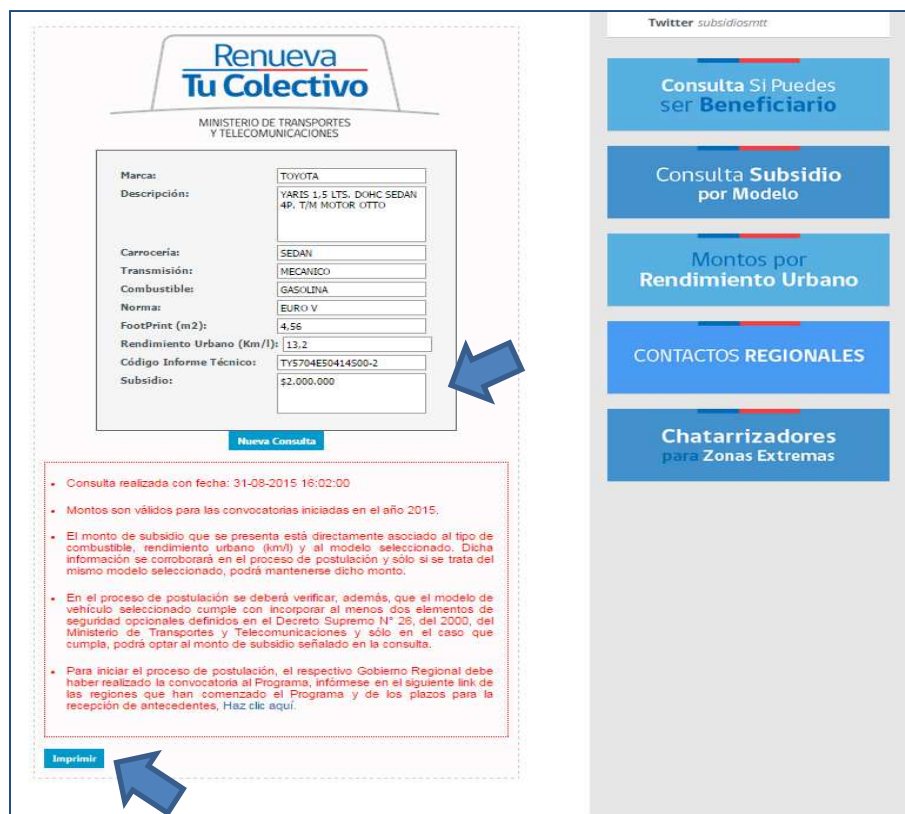 Renueva
Tu Colectivo
MINISTERIO DE TRANSPORTES
Y TELECOMUNICACIONES
Marca: TOYOTA
Descripción: YARIS 1,5 LTS. DOHC SEDAN
4P. T/M MOTOR OTTO
Carrocería: SEDAN
Transmisión: MECANICO
Combustible: GASOLINA
Norma: EURO V
FootPrint (m2): 4,56
Rendimiento Urbano (Km/l): 13,2
Código Informe Técnico: TY5704E50414S00-2
Subsidio: $2.000.000
Nueva Consulta
• Consulta realizada con fecha: 31-08-2015 16:02:00
• Montos son válidos para las convocatorias iniciadas en el año 2015.
• El monto de subsidio que se presenta está directamente asociado al tipo de
combustible, rendimiento urbano (km/l) y al modelo seleccionado. Dicha
información se corroborará en el proceso de postulación y sólo si se trata del
mismo modelo seleccionado, podrá mantenerse dicho monto.
• En el proceso de postulación se deberá verificar, además, que el modelo de
vehículo seleccionado cumple con incorporar al menos dos elementos de
seguridad opcionales definidos en el Decreto Supremo N° 26, del 2000, del
Ministerio de Transportes y Telecomunicaciones y sólo en el caso que
cumpla, podrá optar al monto de subsidio señalado en la consulta.
• Para iniciar el proceso de postulación, el respectivo Gobierno Regional debe
haber realizado la convocatoria al Programa, infórmese en el siguiente link de
las regiones que han comenzado el Programa y de los plazos para la
recepción de antecedentes, Haz clic aquí.
Imprimir
Twitter subsidiosmtt
Consulta Si Puedes
ser Beneficiario
Consulta Subsidio
por Modelo
Montos por
Rendimiento Urbano
CONTACTOS REGIONALES
Chatarrizadores
para Zonas Extremas